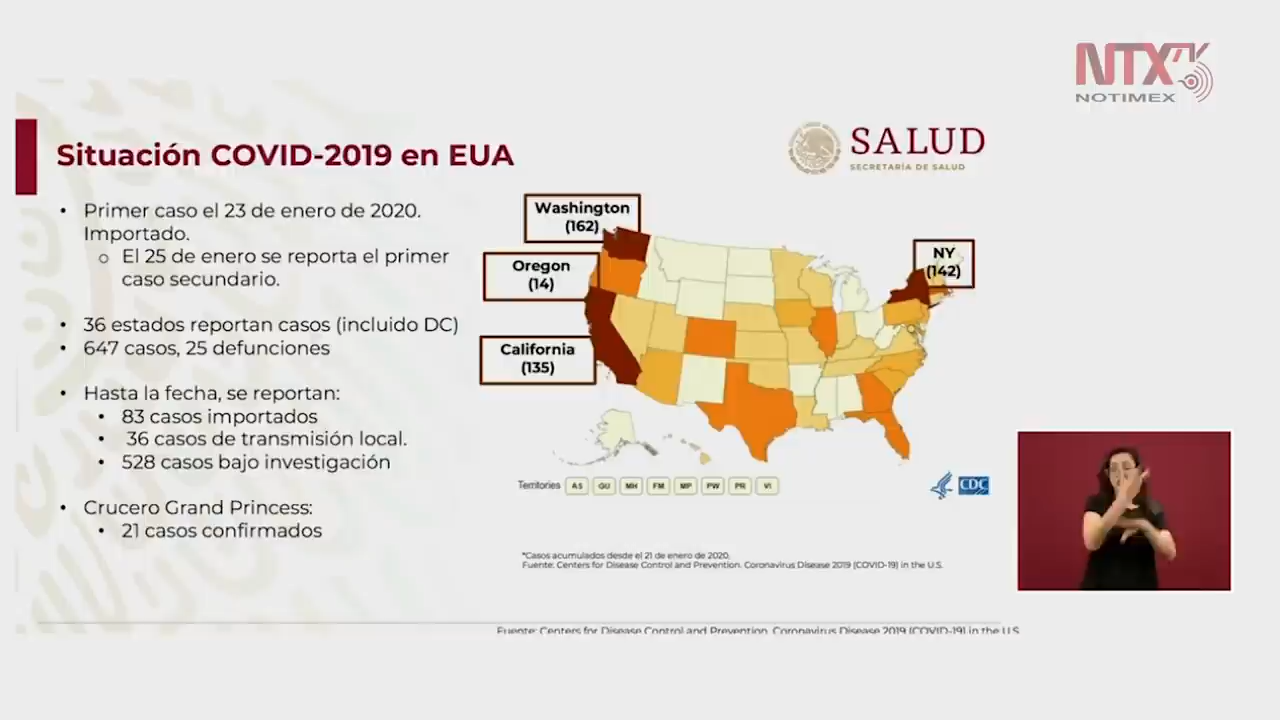 NTX
NOTIMEX
Situación COVID-2019 en EUA
SALUD
SECRETARÍA DE SALUD
• Primer caso el 23 de enero de 2020.
Importado.
o El 25 de enero se reporta el primer
caso secundario.
• 36 estados reportan casos (incluido DC)
• 647 casos, 25 defunciones
• Hasta la fecha, se reportan:
• 83 casos importados
• 36 casos de transmisión local.
• 528 casos bajo investigación
• Crucero Grand Princess:
• 21 casos confirmados
Washington
(162)
Oregon
(14)
California
(135)
NY
(142)
Territories AS GU MH FM MP PW PR VI
CDC
*Casos acumulados desde el 21 de enero de 2020.
Fuente: Centers for Disease Control and Prevention. Coronavirus Disease 2019 (COVID-19) in the U.S.
Fuente: Centers for Disease Control and Prevention. Coronavirus Disease 2019 (COVID-19) in the U.S